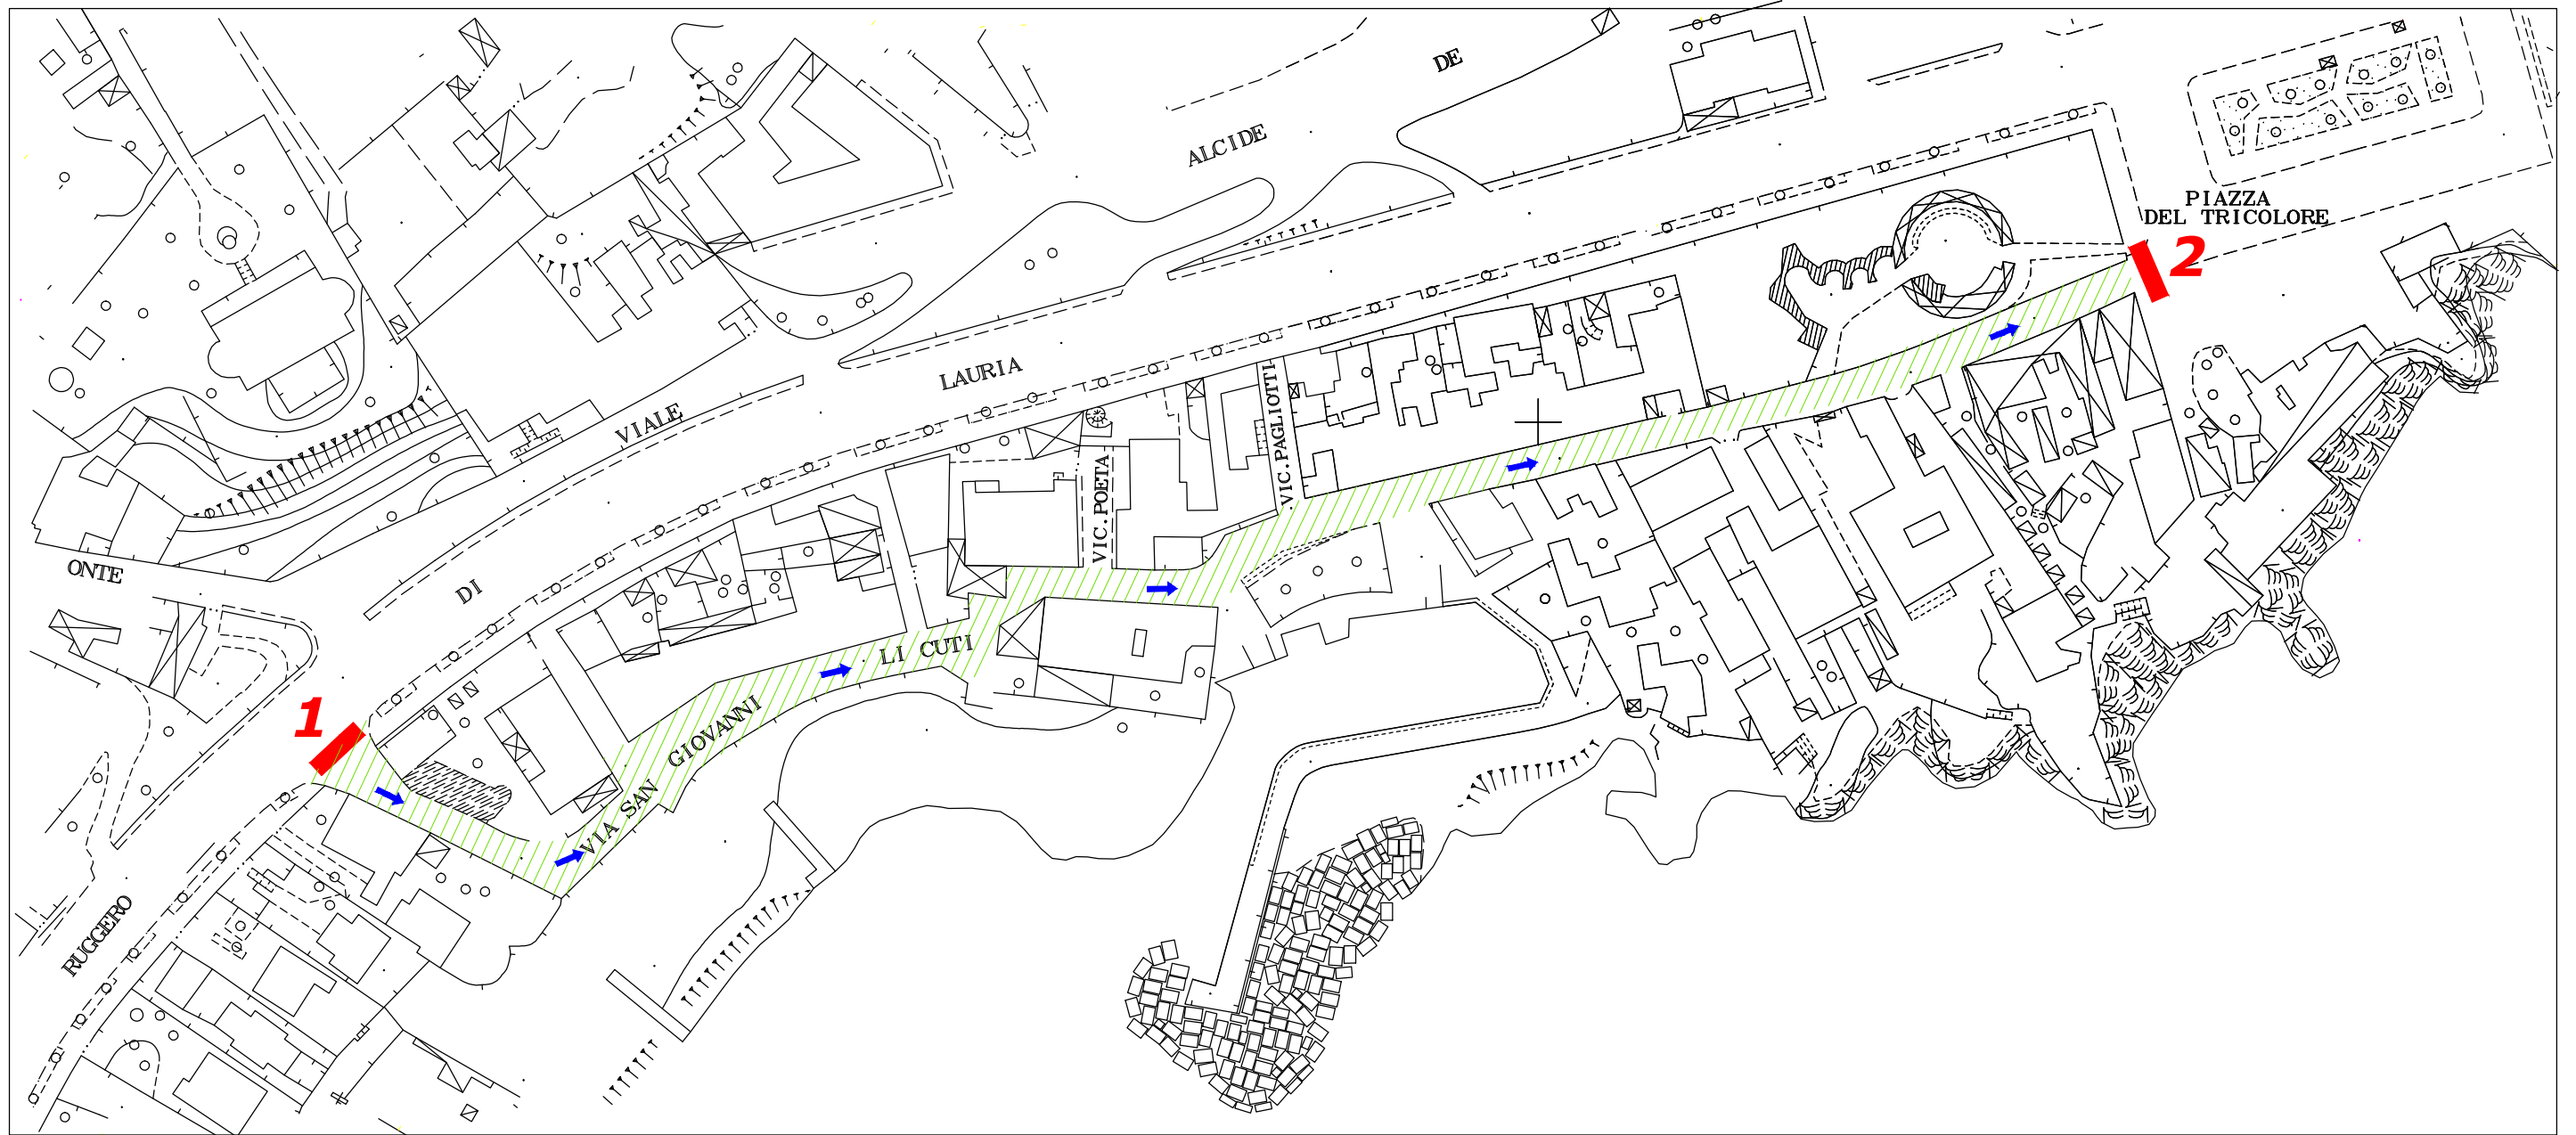 DE
ALCIDE
PIAZZA
DEL TRICOLORE
2
LAURIA
VIALE
VIC.PAGLIOTTI
VIC.POETA
ONTE
DI
LI CUTI
1
GIOVANNI
VIA SAN
RUGGERO